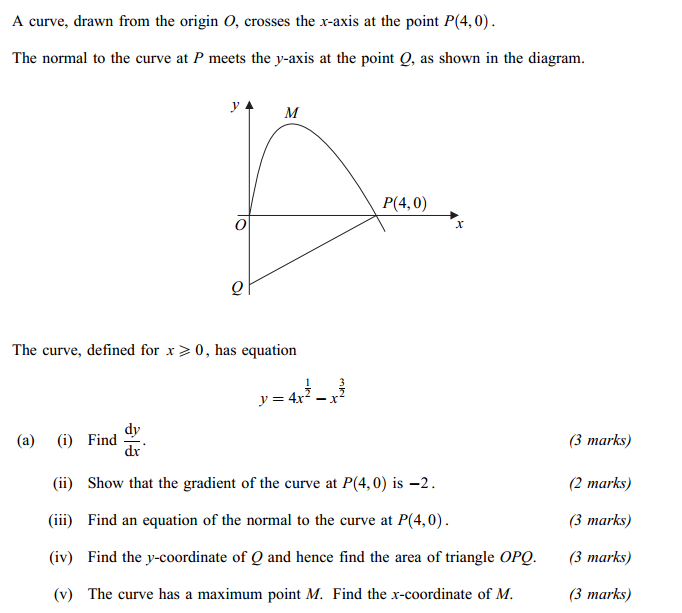 A curve, drawn from the origin O, crosses the x-axis at the point P(4, 0).
The normal to the curve at P meets the y-axis at the point Q, as shown in the diagram.
y
M
P(4, 0)
O
x
Q
The curve, defined for x ⩾ 0, has equation
y = 4x^{1/2} − x^{3/2}
(a) (i) Find dy/dx. (3 marks)
(ii) Show that the gradient of the curve at P(4, 0) is −2. (2 marks)
(iii) Find an equation of the normal to the curve at P(4, 0). (3 marks)
(iv) Find the y-coordinate of Q and hence find the area of triangle OPQ. (3 marks)
(v) The curve has a maximum point M. Find the x-coordinate of M. (3 marks)